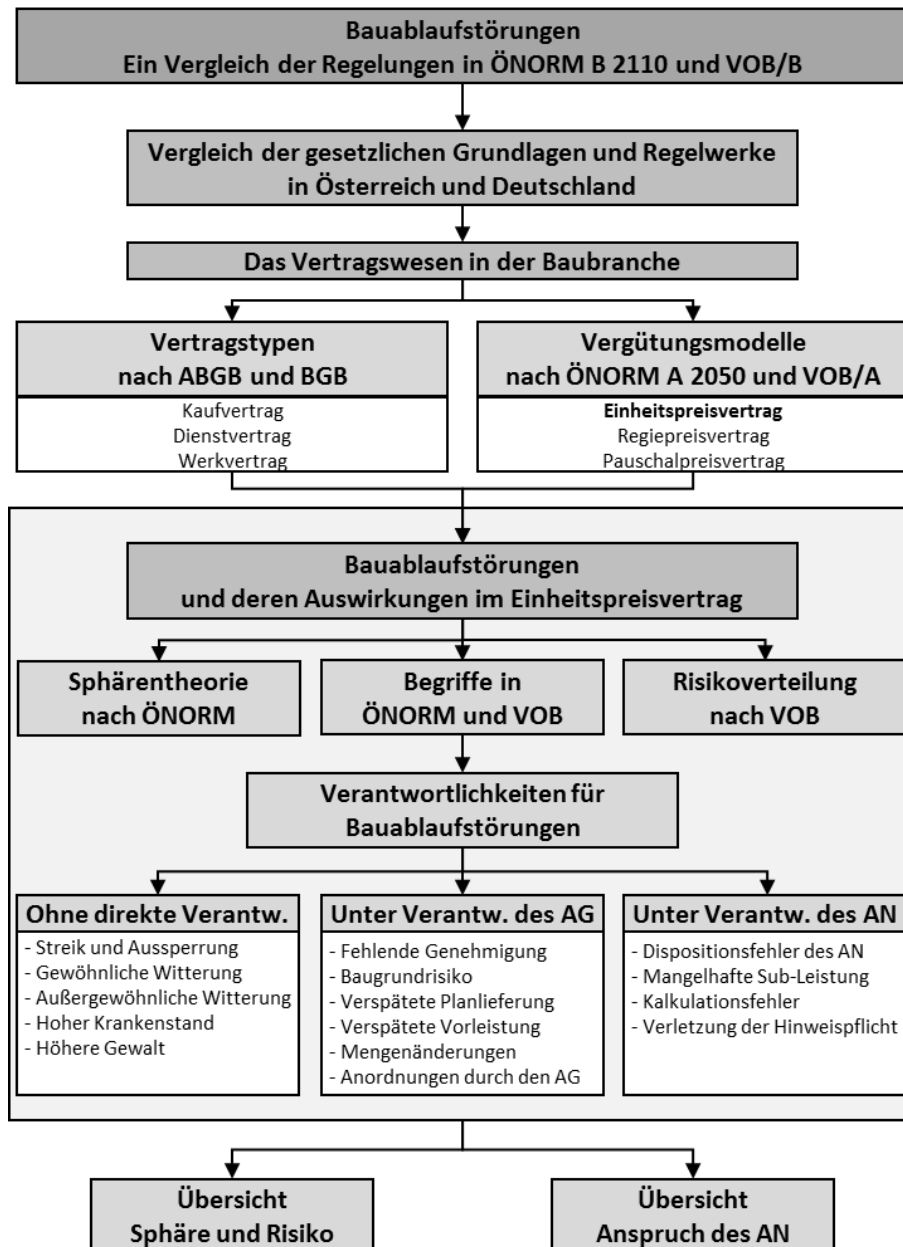 Bauablaufstörungen
Ein Vergleich der Regelungen in ÖNORM B 2110 und VOB/B
Vergleich der gesetzlichen Grundlagen und Regelwerke
in Österreich und Deutschland
Das Vertragswesen in der Baubranche
Vertragstypen
nach ABGB und BGB
Kaufvertrag
Dienstvertrag
Werkvertrag
Vergütungsmodelle
nach ÖNORM A 2050 und VOB/A
Einheitspreisvertrag
Regiepreisvertrag
Pauschalpreisvertrag
Bauablaufstörungen
und deren Auswirkungen im Einheitspreisvertrag
Sphärentheorie
nach ÖNORM
Begriffe in
ÖNORM und VOB
Risikoverteilung
nach VOB
Verantwortlichkeiten für
Bauablaufstörungen
Ohne direkte Verantw.
- Streik und Aussperrung
- Gewöhnliche Witterung
- Außergewöhnliche Witterung
- Hoher Krankenstand
- Höhere Gewalt
Unter Verantw. des AG
- Fehlende Genehmigung
- Baugrundrisiko
- Verspätete Planlieferung
- Verspätete Vorleistung
- Mengenänderungen
- Anordnungen durch den AG
Unter Verantw. des AN
- Dispositionsfehler des AN
- Mangelhafte Sub-Leistung
- Kalkulationsfehler
- Verletzung der Hinweispflicht
Übersicht
Sphäre und Risiko
Übersicht
Anspruch des AN